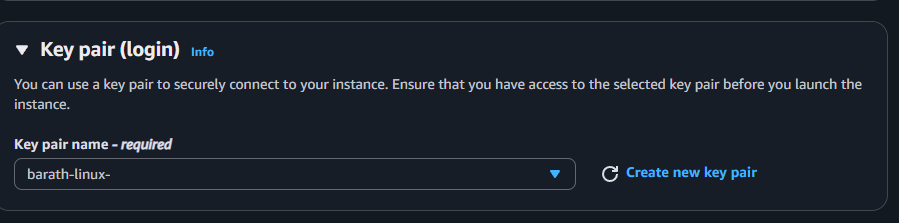 Key pair (login) Info
You can use a key pair to securely connect to your instance. Ensure that you have access to the selected key pair before you launch the
instance.
Key pair name - required
barath-linux- Create new key pair